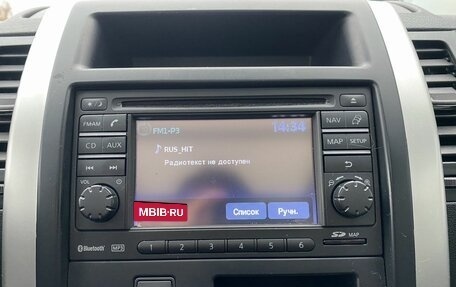 FM1-P3
14:34
RUS_HIT
Радиотекст не доступен
MBIB.RU
Список
Ручн.
FM·AM
NAV
CD
AUX
MAP
SETUP
VOL
Bluetooth
MP3
1 2 3 4 5 6
SD MAP